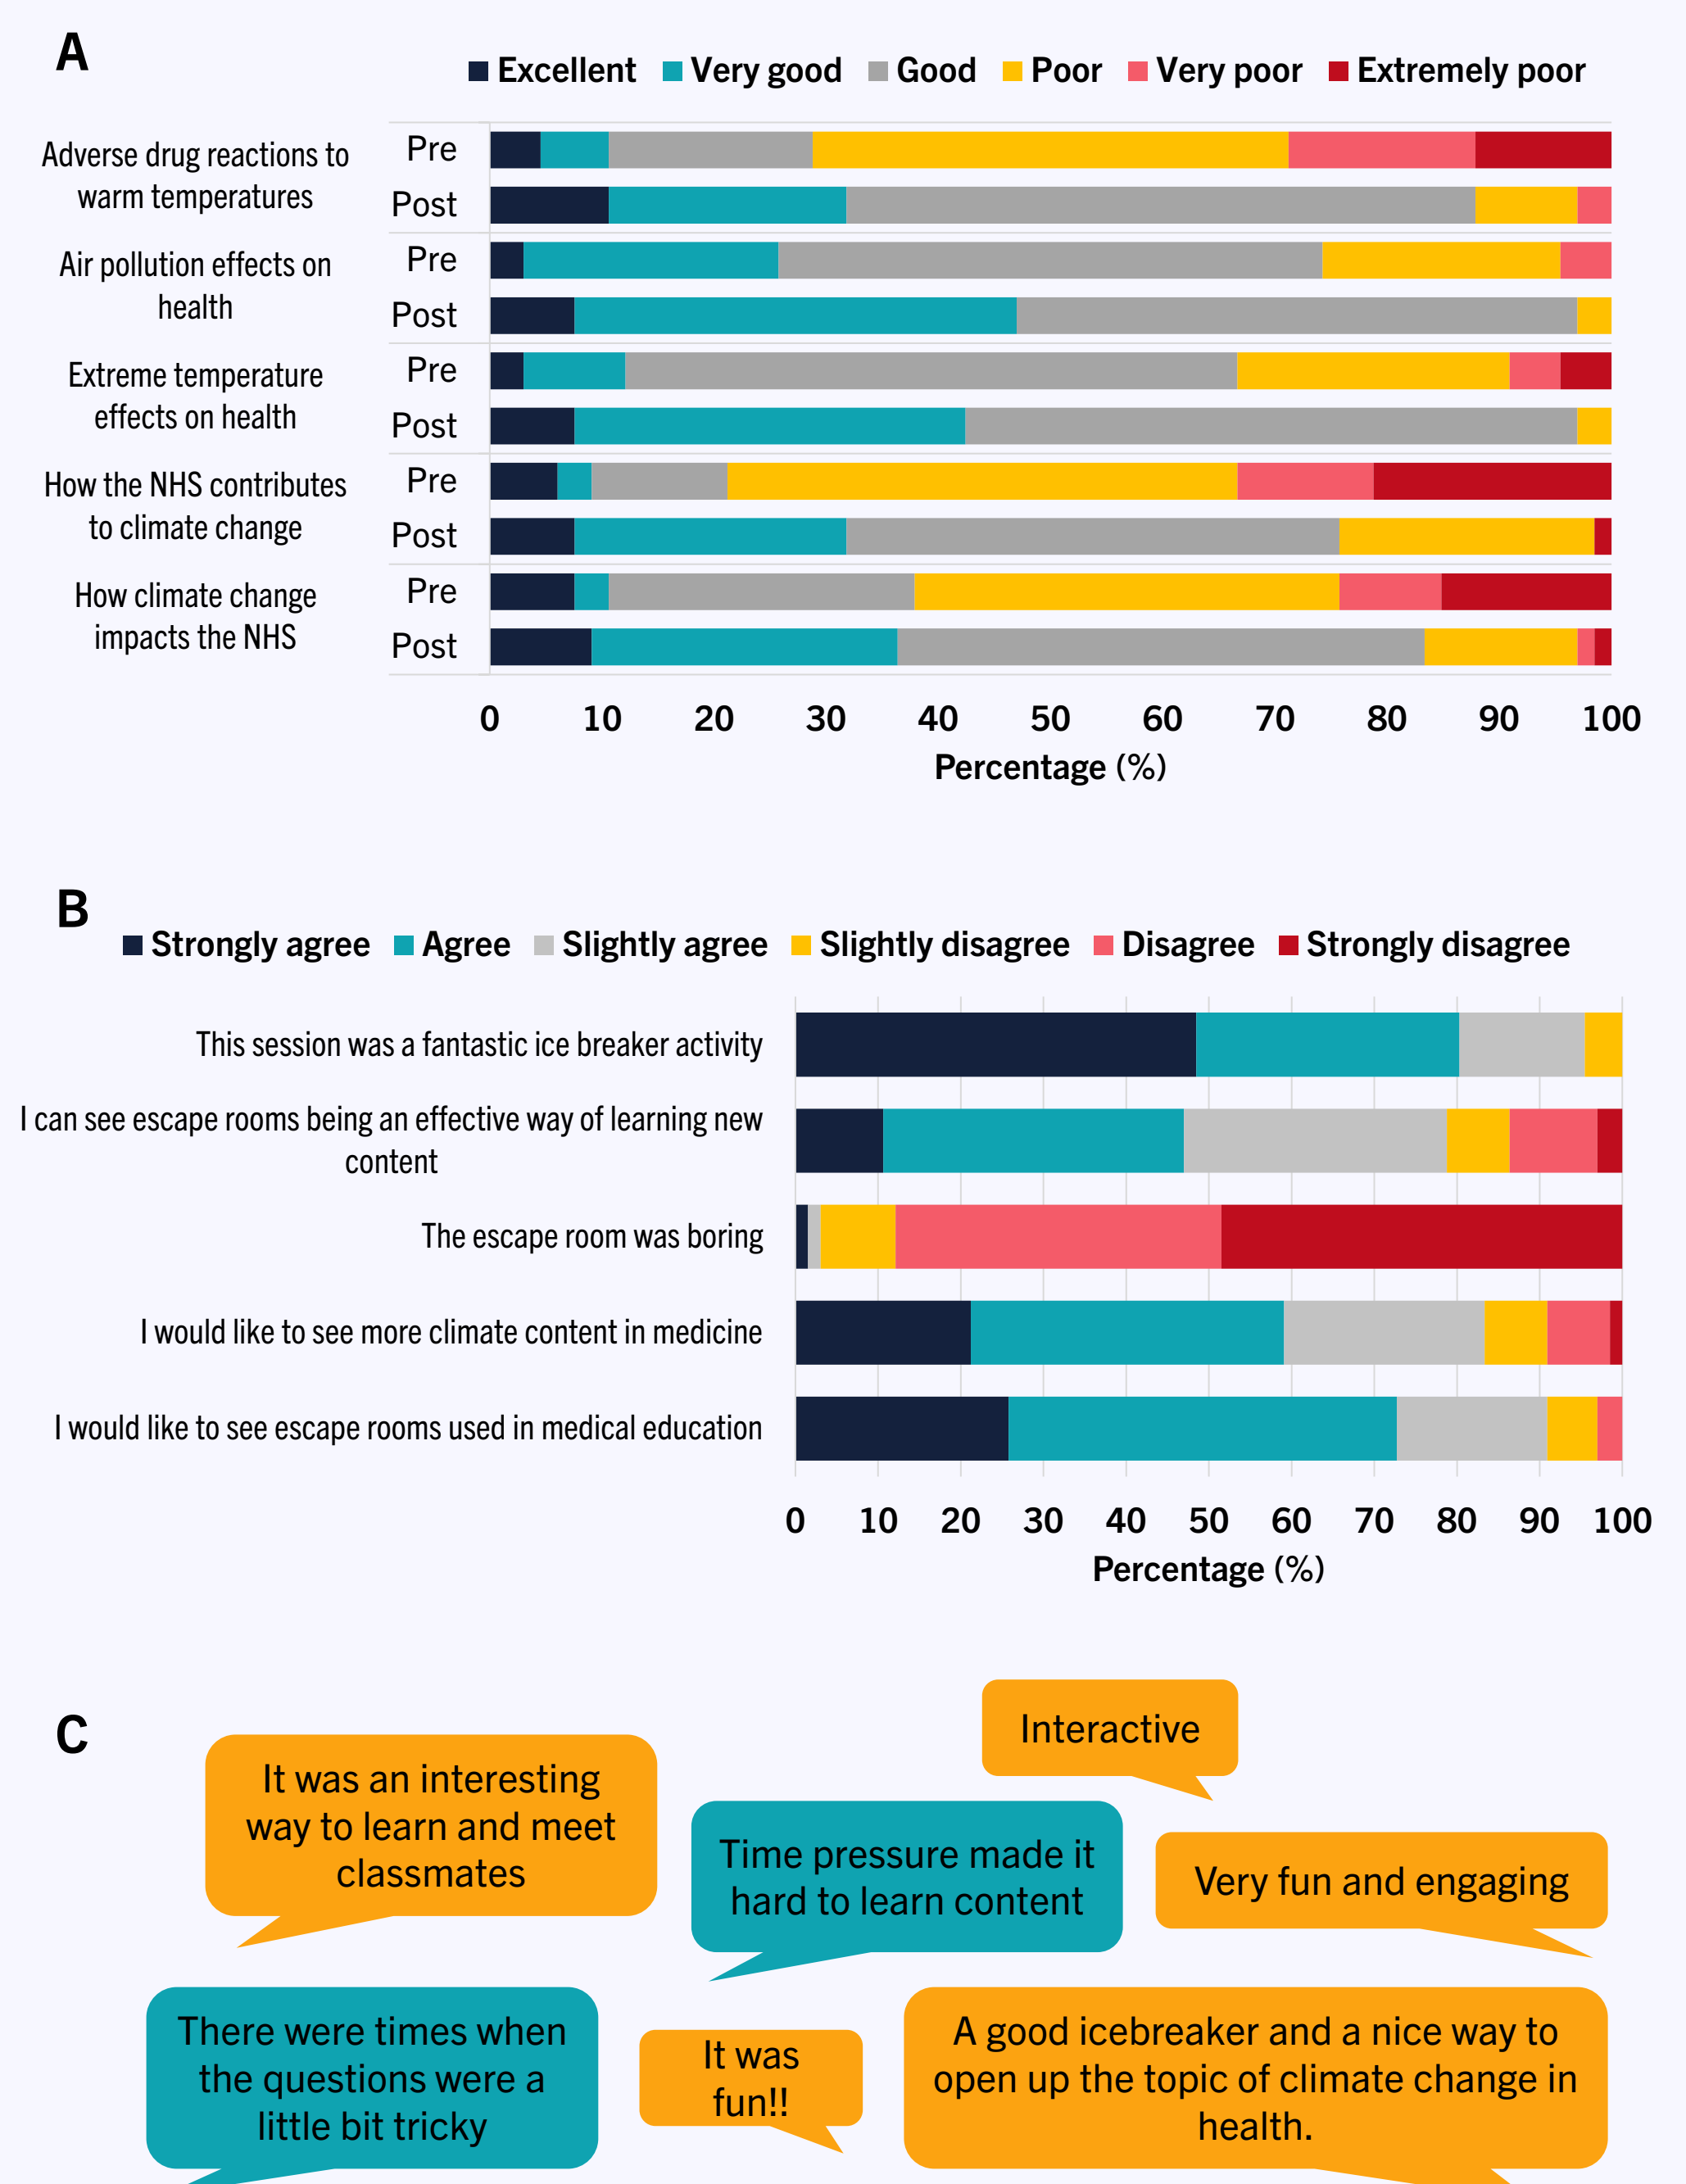 A
Excellent Very good Good Poor Very poor Extremely poor
Adverse drug reactions to
warm temperatures
Pre
Post
Air pollution effects on
health
Pre
Post
Extreme temperature
effects on health
Pre
Post
How the NHS contributes
to climate change
Pre
Post
How climate change
impacts the NHS
Pre
Post
0 10 20 30 40 50 60 70 80 90 100
Percentage (%)
B
Strongly agree Agree Slightly agree Slightly disagree Disagree Strongly disagree
This session was a fantastic ice breaker activity
I can see escape rooms being an effective way of learning new
content
The escape room was boring
I would like to see more climate content in medicine
I would like to see escape rooms used in medical education
0 10 20 30 40 50 60 70 80 90 100
Percentage (%)
C
It was an interesting
way to learn and meet
classmates
Interactive
Time pressure made it
hard to learn content
Very fun and engaging
There were times when
the questions were a
little bit tricky
It was
fun!!
A good icebreaker and a nice way to
open up the topic of climate change in
health.